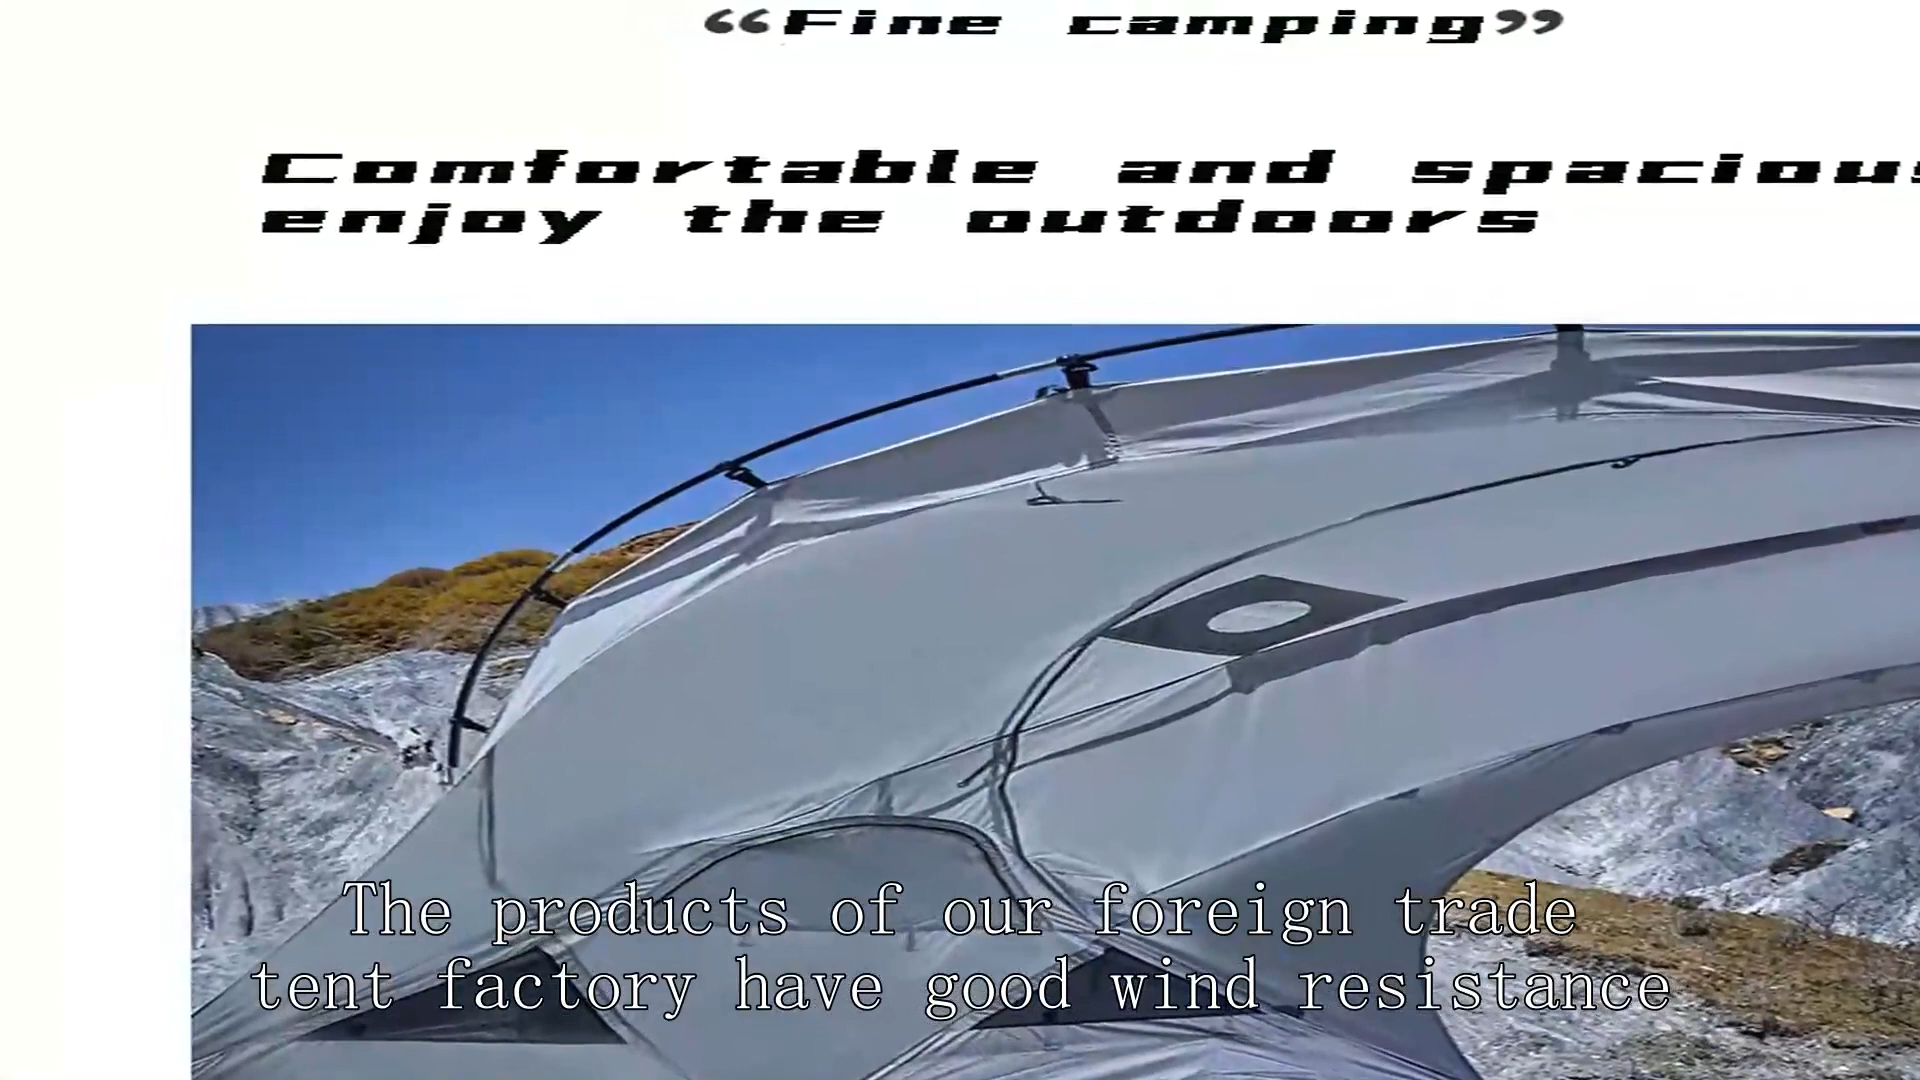 “Fine camping”
Comfortable and spacious
enjoy the outdoors
The products of our foreign trade
tent factory have good wind resistance